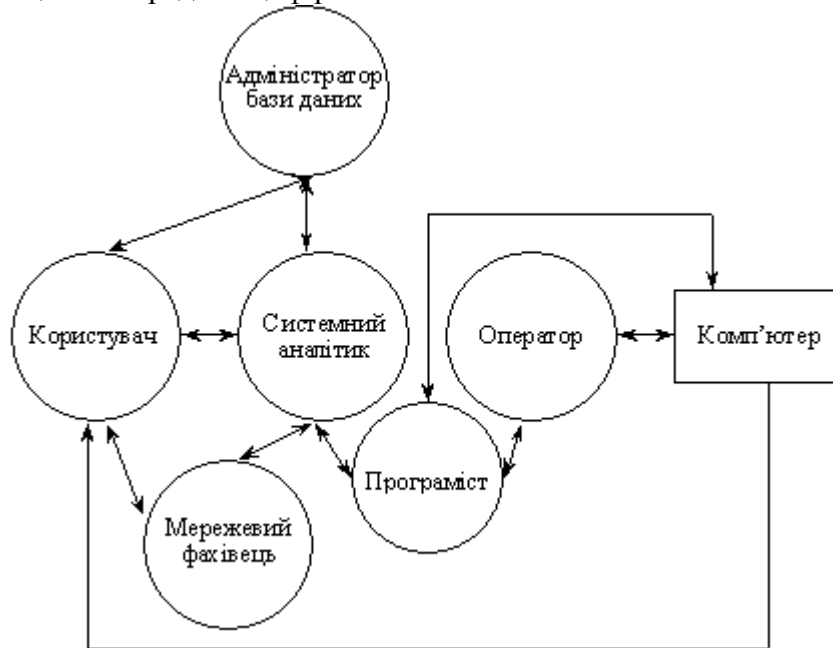 Адміністратор
бази даних
Користувач
Системний
аналітик
Оператор
Комп’ютер
Програміст
Мережевий
фахівець